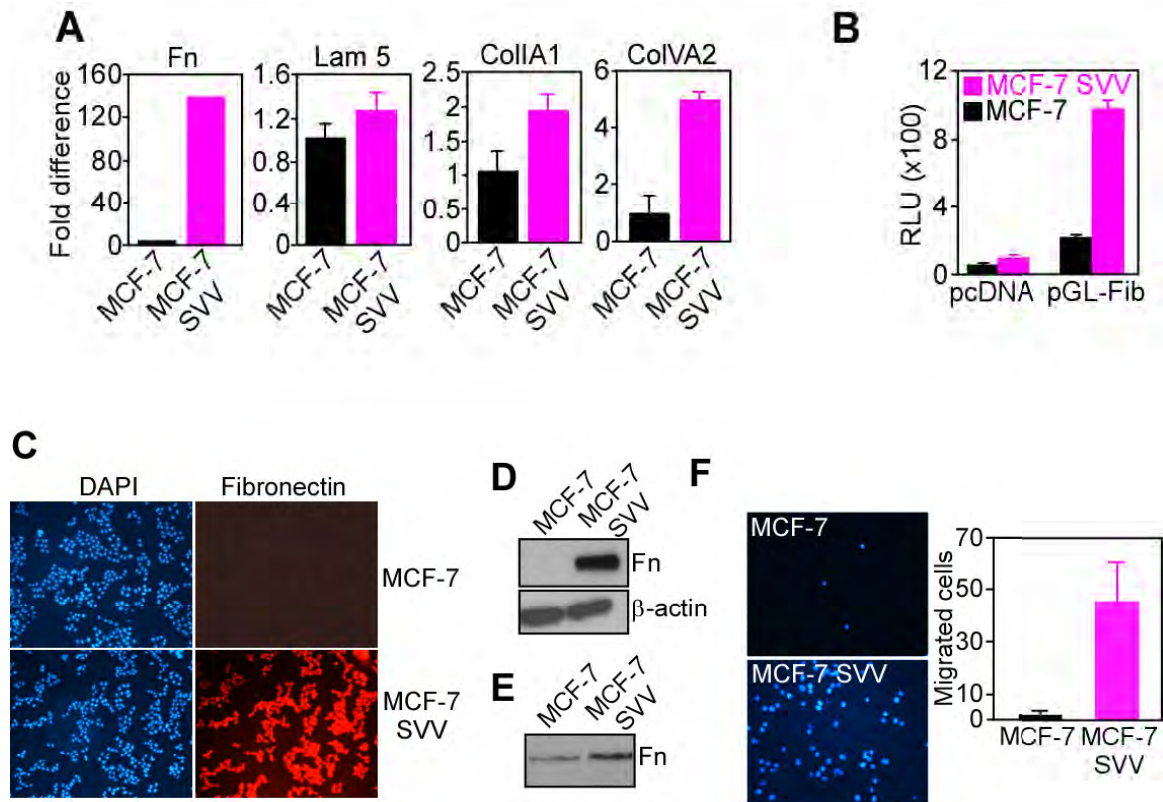 A
Fn
Lam 5
ColIA1
ColVA2
Fold difference
160
120
80
40
0
1.6
1.2
0.8
0.4
0
2.5
2
1.5
1
0.5
0
6
4
2
0
MCF-7
MCF-7 SVV
MCF-7
MCF-7 SVV
MCF-7
MCF-7 SVV
MCF-7
MCF-7 SVV
B
RLU (x100)
12
9
6
3
0
MCF-7 SVV
MCF-7
pcDNA
pGL-Fib
C
DAPI
Fibronectin
MCF-7
MCF-7
SVV
D
MCF-7
MCF-7
SVV
Fn
β-actin
E
MCF-7
MCF-7
SVV
Fn
F
MCF-7
MCF-7 SVV
Migrated cells
70
50
30
10
0
MCF-7
MCF-7
SVV